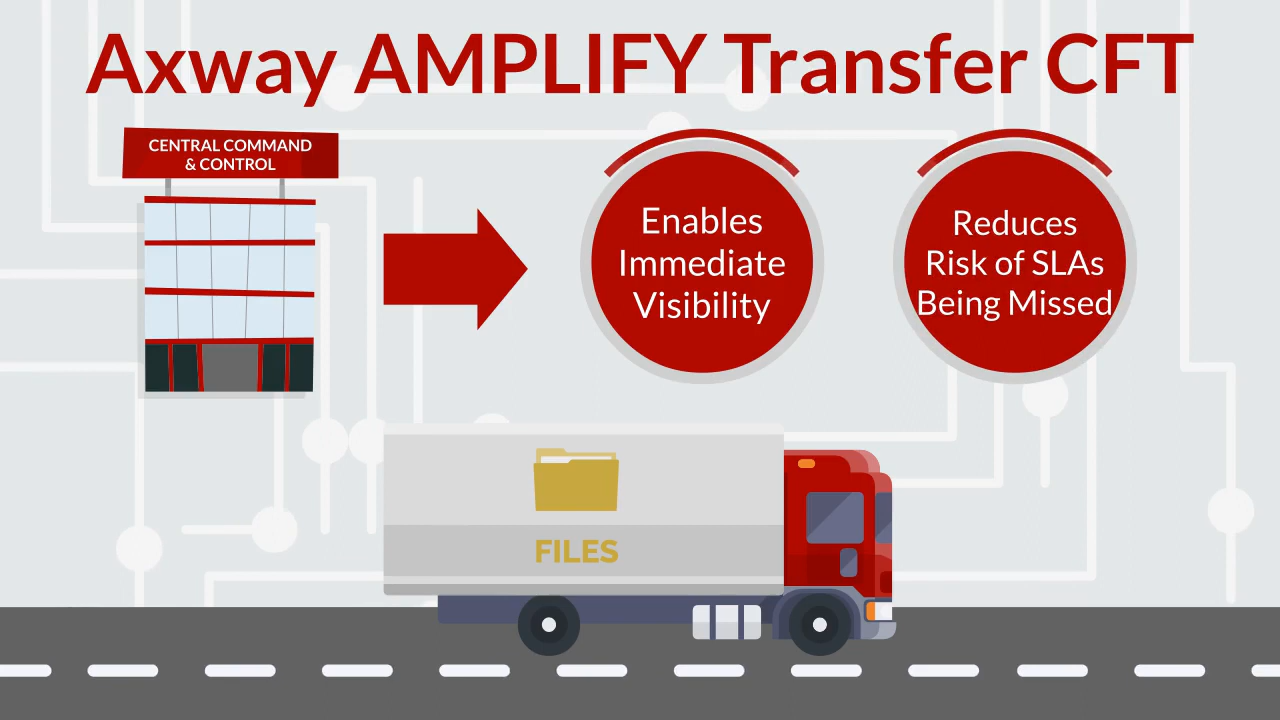 Axway AMPLIFY Transfer CFT
CENTRAL COMMAND
& CONTROL
Enables
Immediate
Visibility
Reduces
Risk of SLAs
Being Missed
FILES